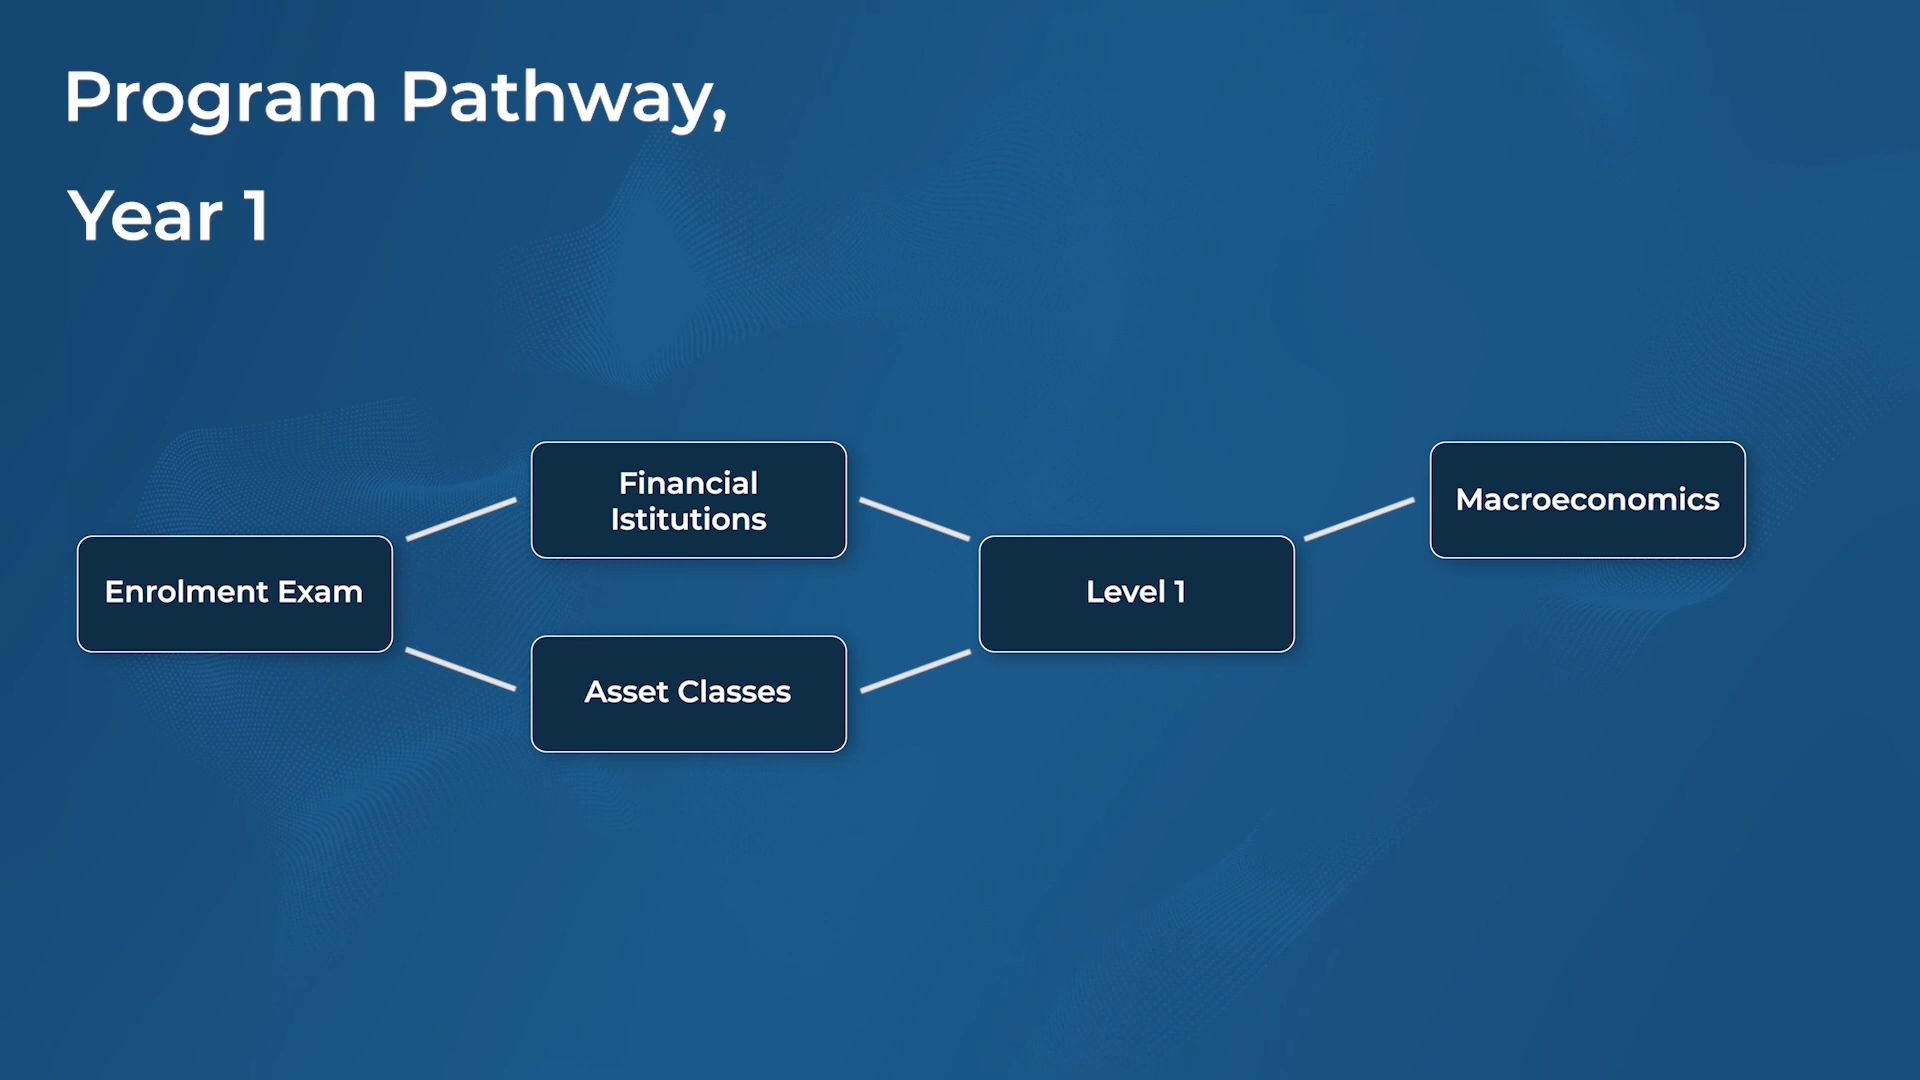 Program Pathway,
Year 1
Enrolment Exam
Financial
Istitutions
Asset Classes
Level 1
Macroeconomics